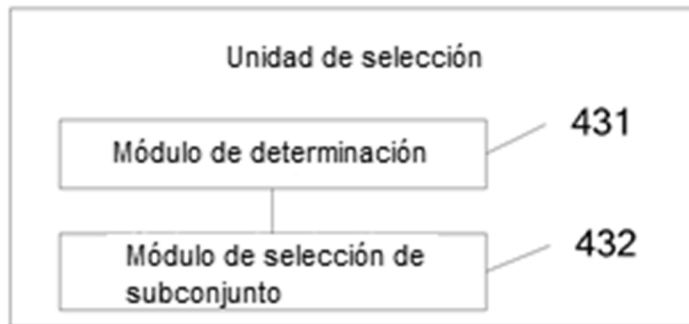 Unidad de selección
Módulo de determinación
431
Módulo de selección de
subconjunto
432